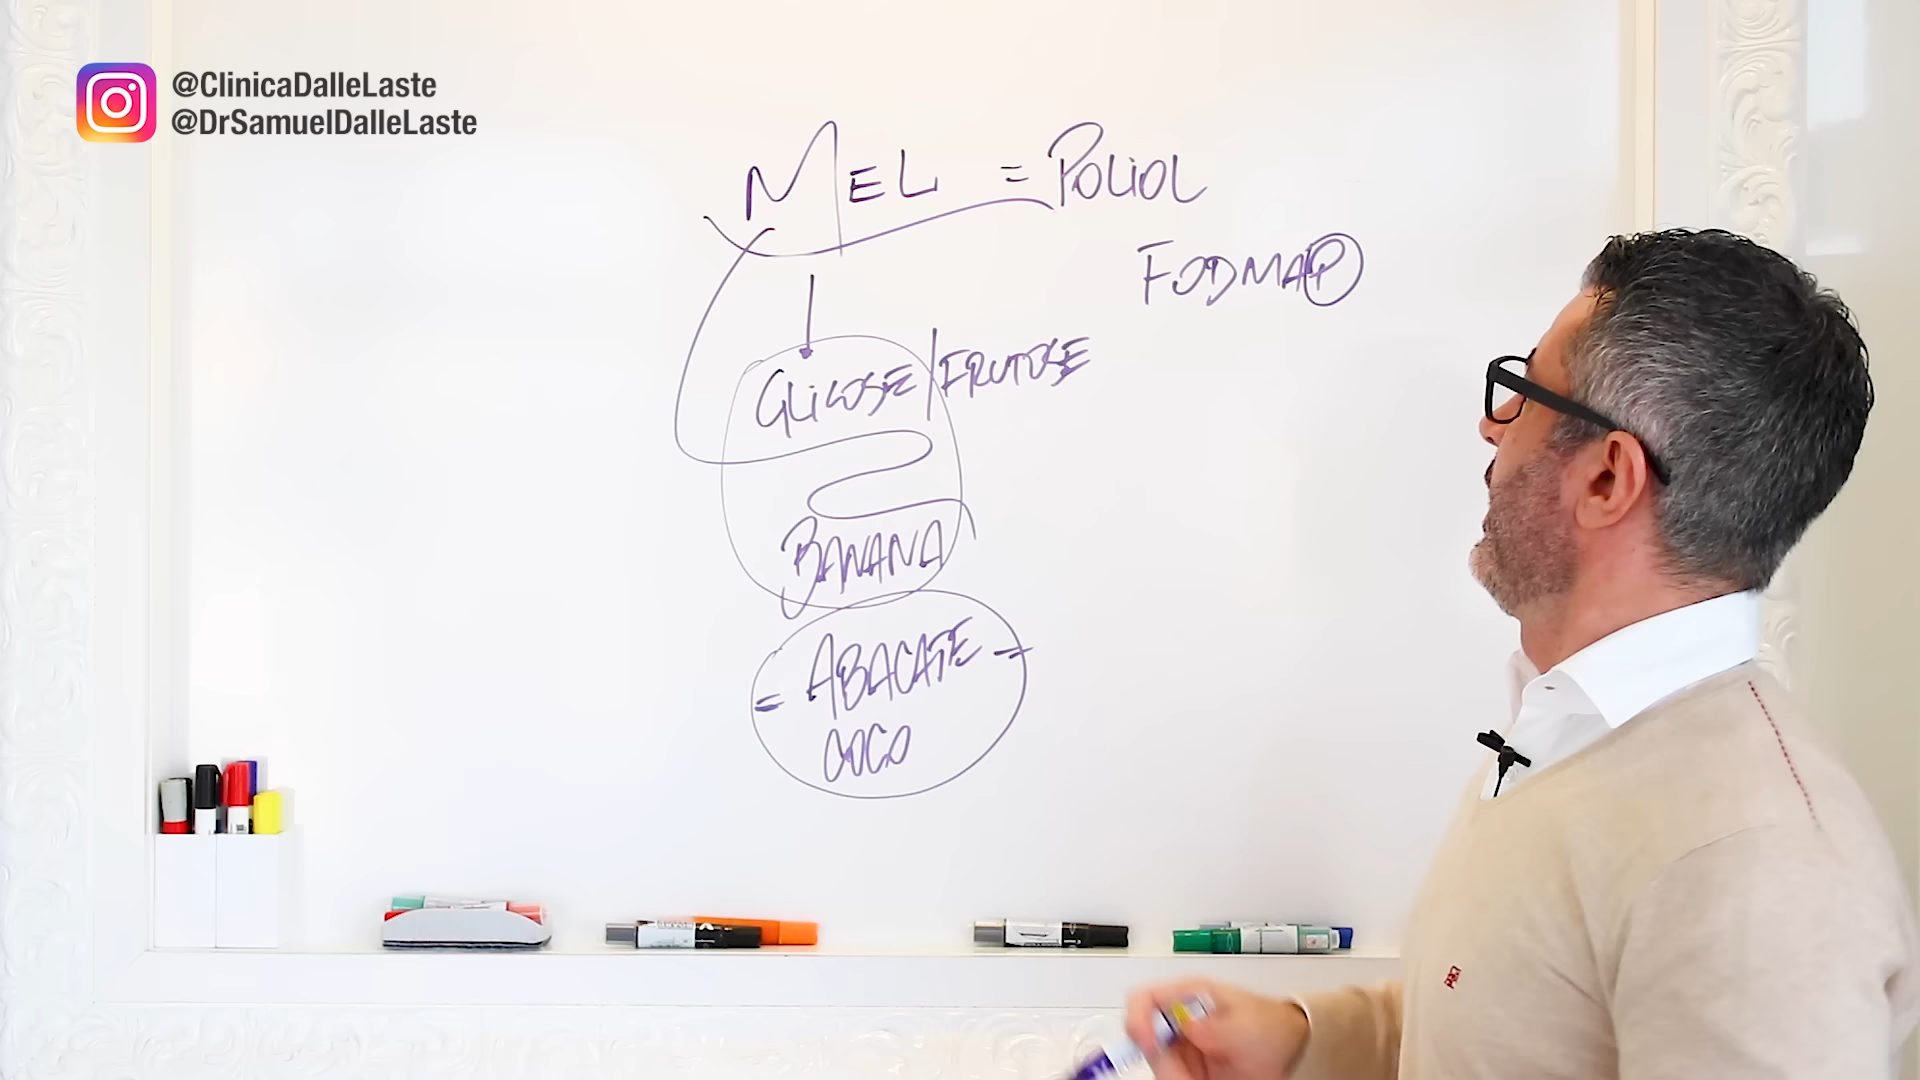 @ClinicaDalleLaste
@DrSamuelDalleLaste
MEL = POLIOL
FODMAP
GLICOSE/FRUTOSE
BANANA
= ABACATE =
COCO